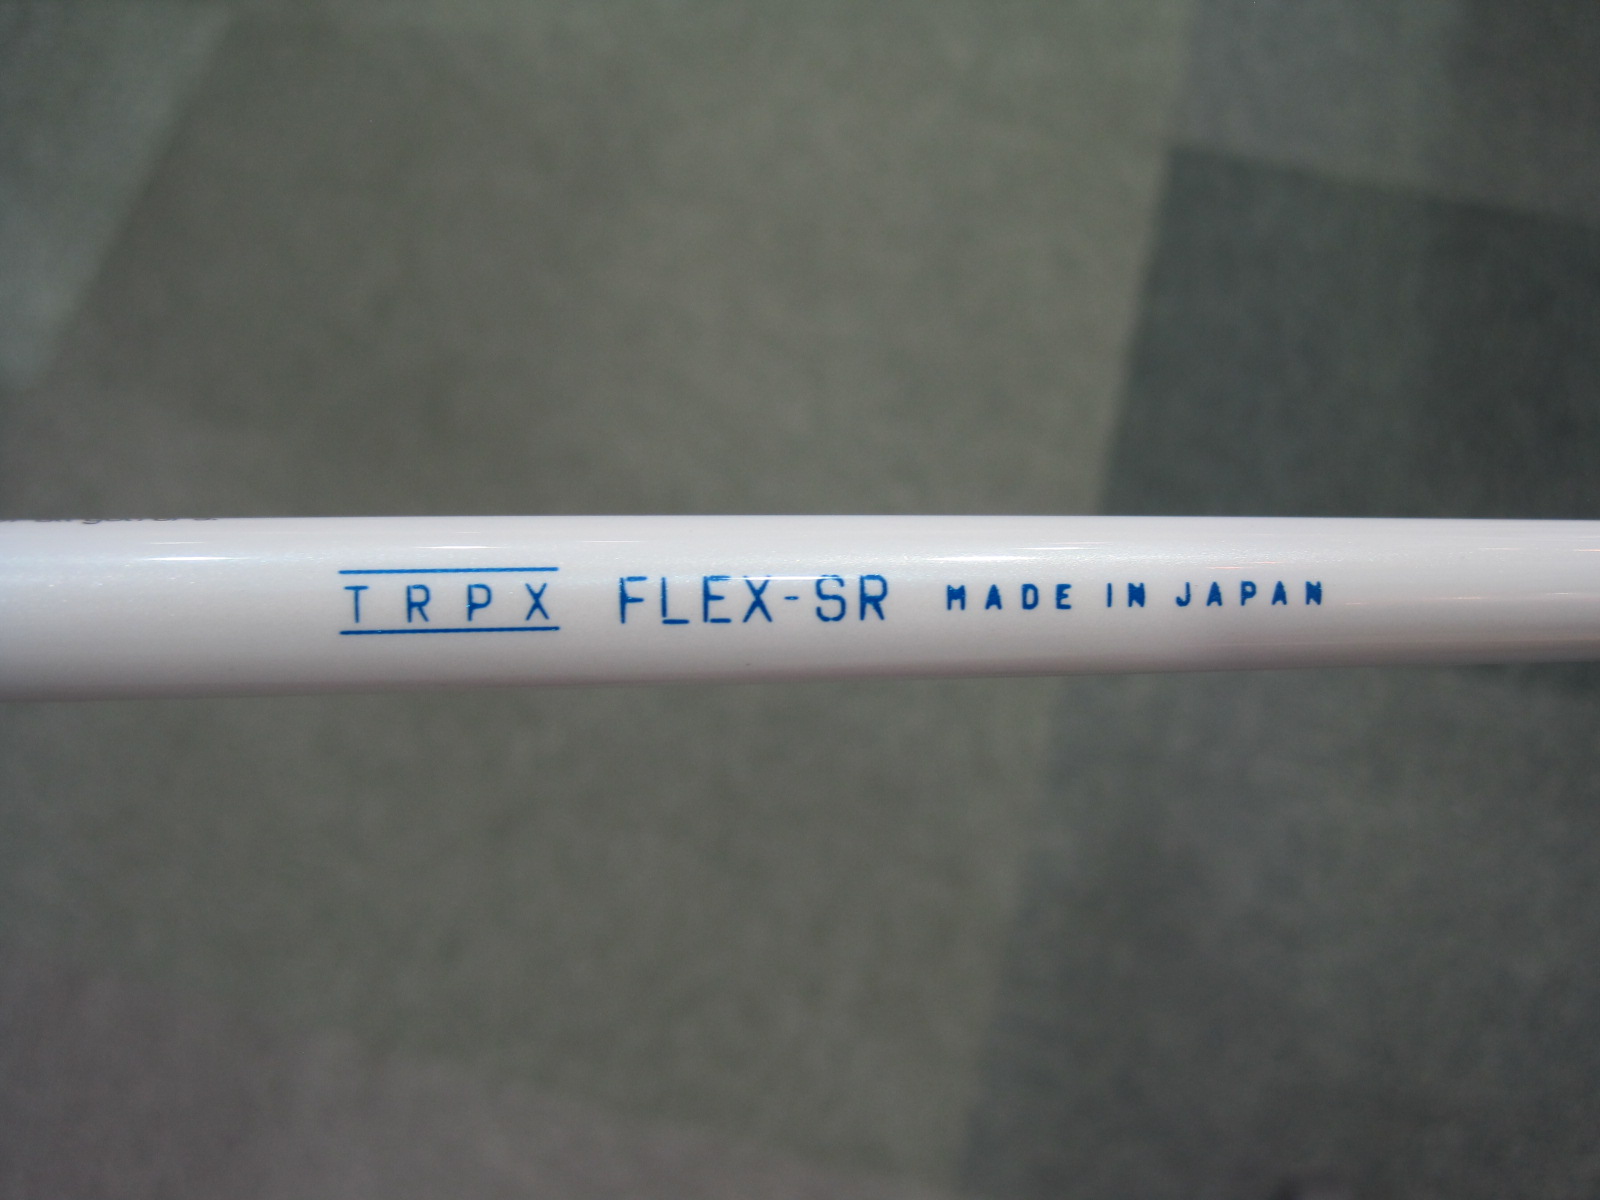 TRPX FLEX-SR MADE IN JAPAN